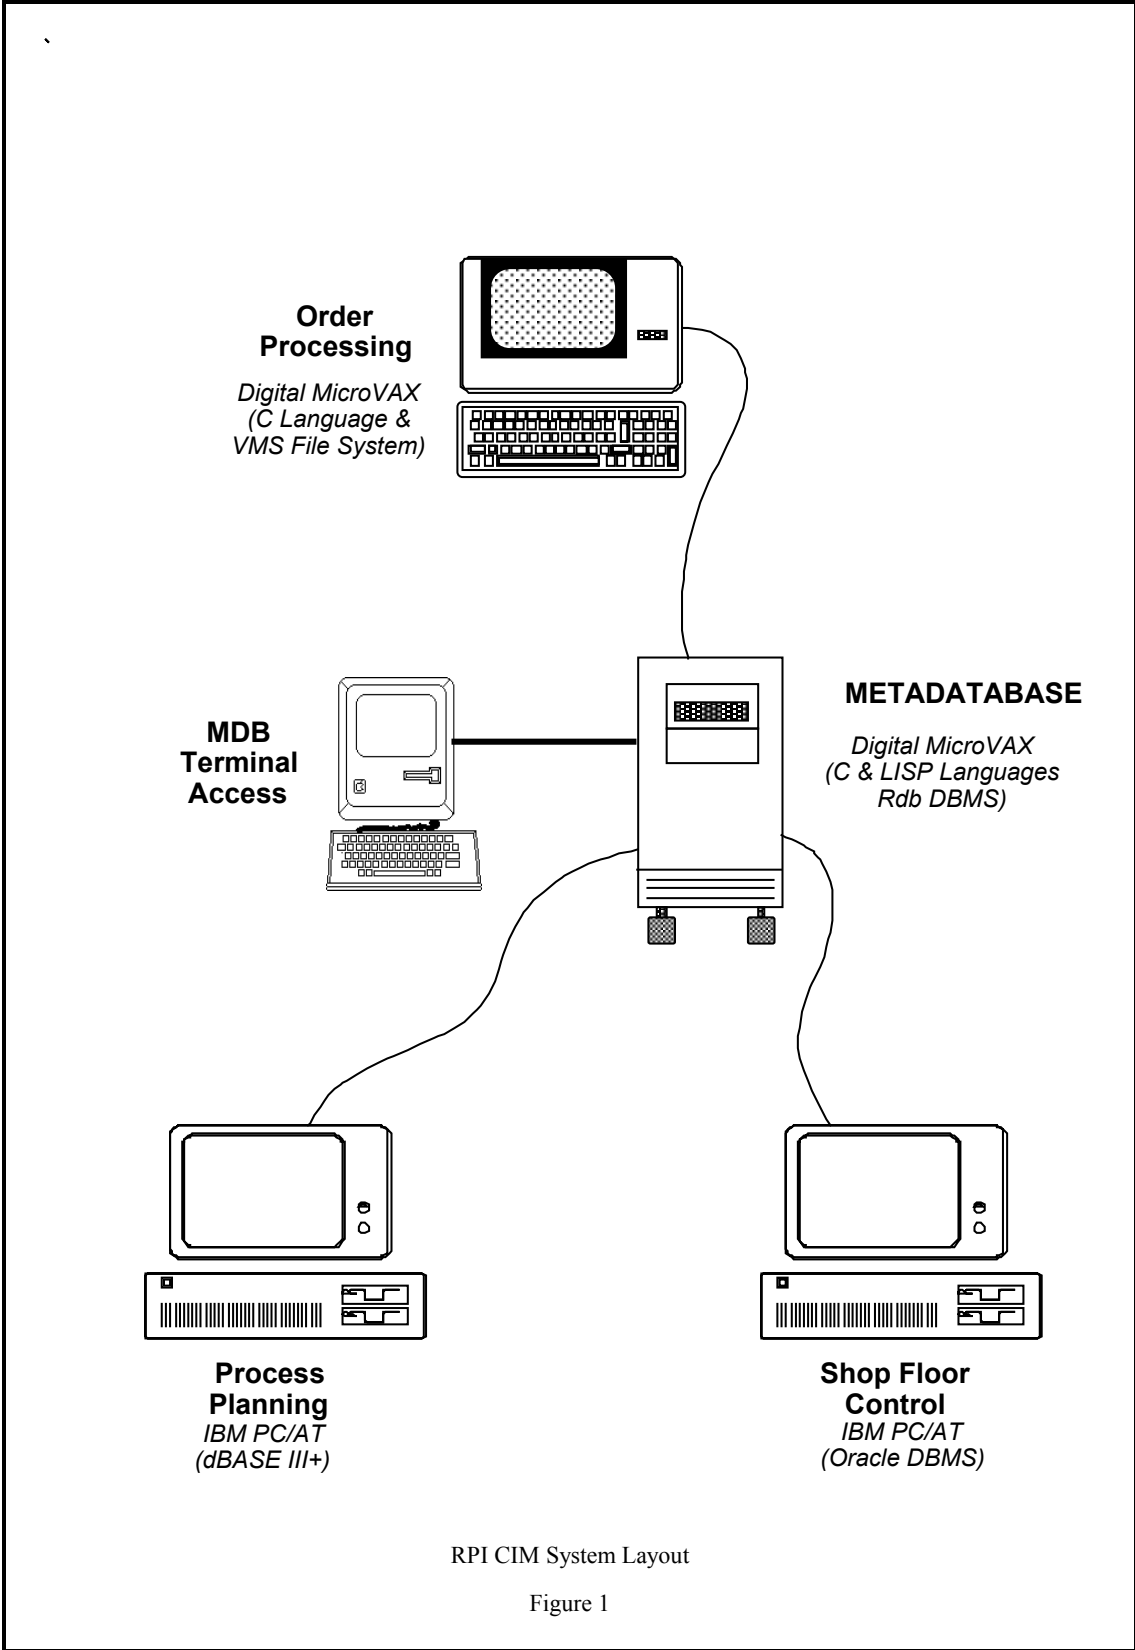 Order
Processing
Digital MicroVAX
(C Language &
VMS File System)
METADATABASE
Digital MicroVAX
(C & LISP Languages
Rdb DBMS)
MDB
Terminal
Access
Process
Planning
IBM PC/AT
(dBASE III+)
Shop Floor
Control
IBM PC/AT
(Oracle DBMS)
RPI CIM System Layout
Figure 1